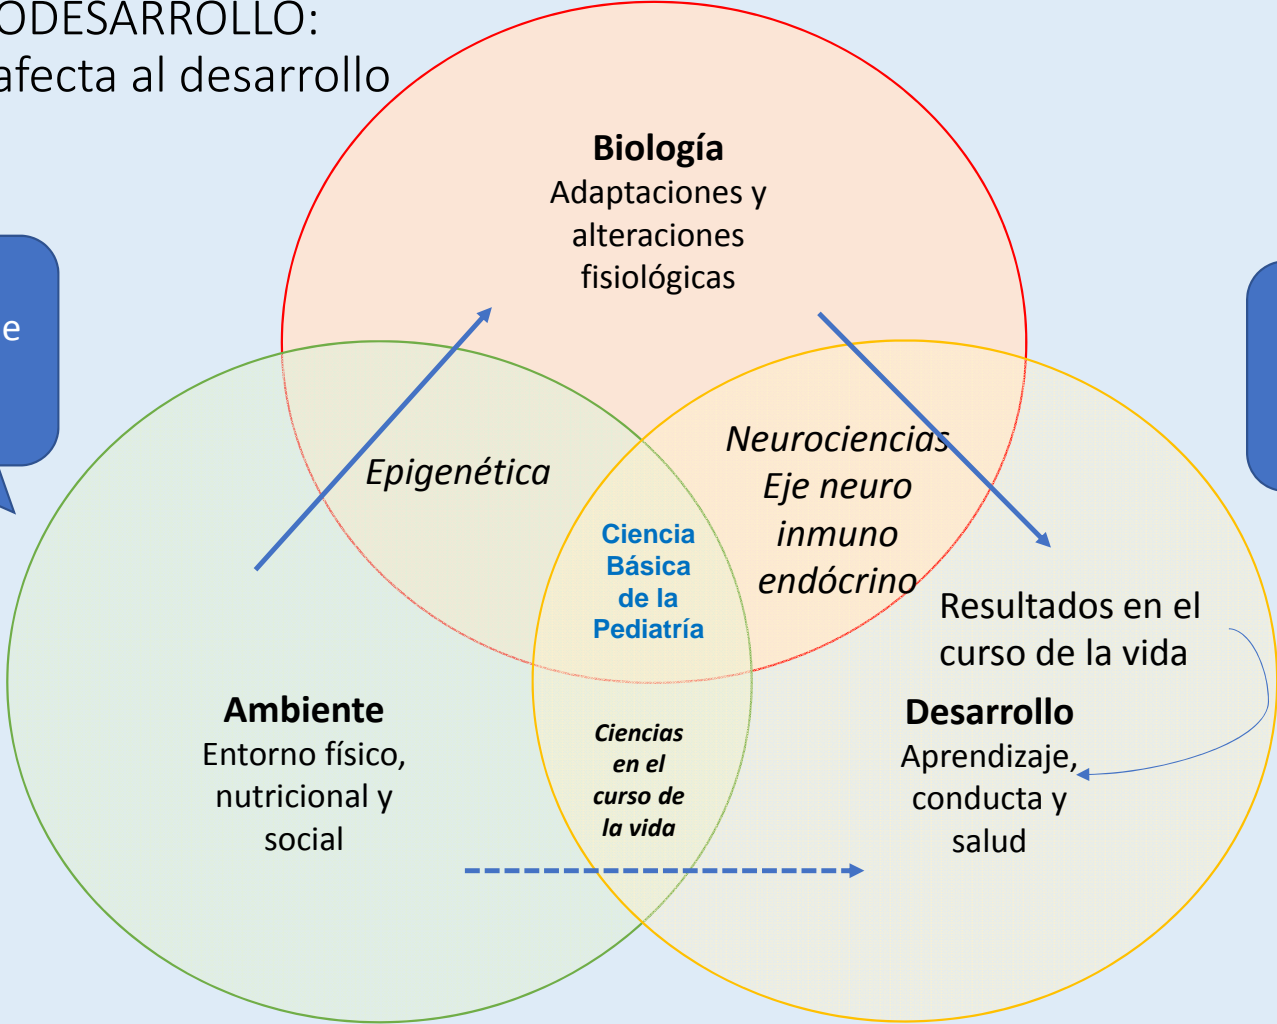 ODESARROLLO:
afecta al desarrollo
Biología
Adaptaciones y
alteraciones
fisiológicas
e
Epigenética
Neurociencias
Eje neuro
inmuno
endócrino
Ciencia
Básica
de la
Pediatría
Resultados en el
curso de la vida
Ambiente
Entorno físico,
nutricional y
social
Ciencias
en el
curso de
la vida
Desarrollo
Aprendizaje,
conducta y
salud